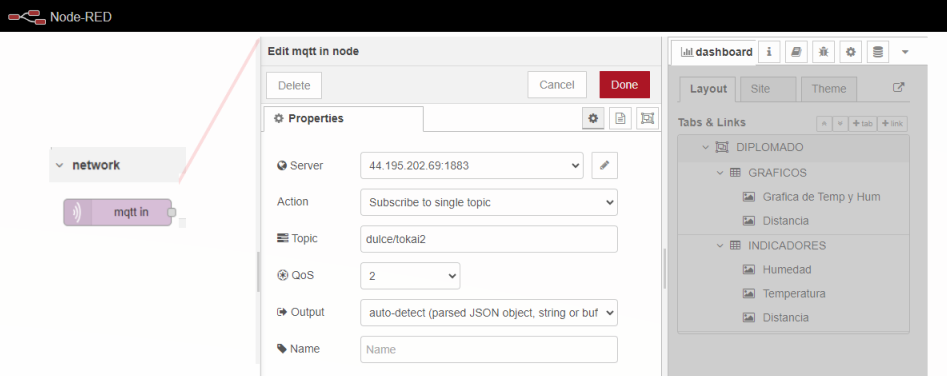 Node-RED
network
mqtt in
Edit mqtt in node
Delete
Cancel
Done
Properties
Server
44.195.202.69:1883
Action
Subscribe to single topic
Topic
dulce/tokai2
QoS
2
Output
auto-detect (parsed JSON object, string or buf
Name
Name
dashboard
i
Layout
Site
Theme
Tabs & Links
+ tab
+ link
DIPLOMADO
GRAFICOS
Grafica de Temp y Hum
Distancia
INDICADORES
Humedad
Temperatura
Distancia